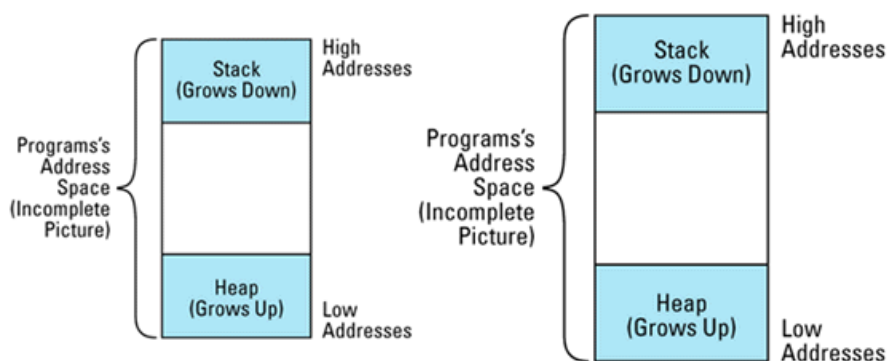 High
Addresses
Stack
(Grows Down)
Programs's
Address
Space
(Incomplete
Picture)
Heap
(Grows Up)
Low
Addresses
High
Addresses
Stack
(Grows Down)
Programs's
Address
Space
(Incomplete
Picture)
Heap
(Grows Up)
Low
Addresses